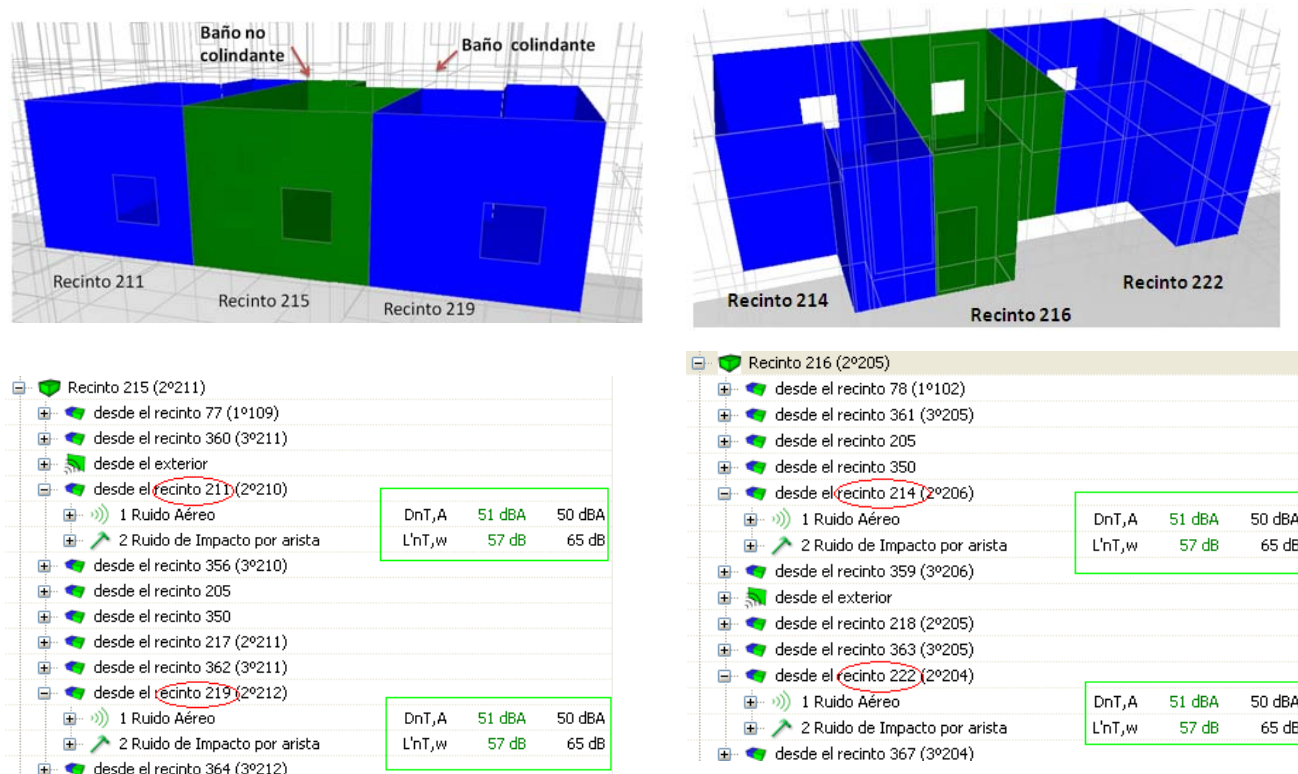 Baño no
colindante
Baño colindante
Recinto 211
Recinto 215
Recinto 219
Recinto 214
Recinto 216
Recinto 222
Recinto 215 (2º211)
desde el recinto 77 (1º109)
desde el recinto 360 (3º211)
desde el exterior
desde el recinto 211 (2º210)
1 Ruido Aéreo DnT,A 51 dBA 50 dBA
2 Ruido de Impacto por arista L'nT,w 57 dB 65 dB
desde el recinto 356 (3º210)
desde el recinto 205
desde el recinto 350
desde el recinto 217 (2º211)
desde el recinto 362 (3º211)
desde el recinto 219 (2º212)
1 Ruido Aéreo DnT,A 51 dBA 50 dBA
2 Ruido de Impacto por arista L'nT,w 57 dB 65 dB
desde el recinto 364 (3º212)
Recinto 216 (2º205)
desde el recinto 78 (1º102)
desde el recinto 361 (3º205)
desde el recinto 205
desde el recinto 350
desde el recinto 214 (2º206)
1 Ruido Aéreo DnT,A 51 dBA 50 dBA
2 Ruido de Impacto por arista L'nT,w 57 dB 65 dB
desde el recinto 359 (3º206)
desde el exterior
desde el recinto 218 (2º205)
desde el recinto 363 (3º205)
desde el recinto 222 (2º204)
1 Ruido Aéreo DnT,A 51 dBA 50 dBA
2 Ruido de Impacto por arista L'nT,w 57 dB 65 dB
desde el recinto 367 (3º204)